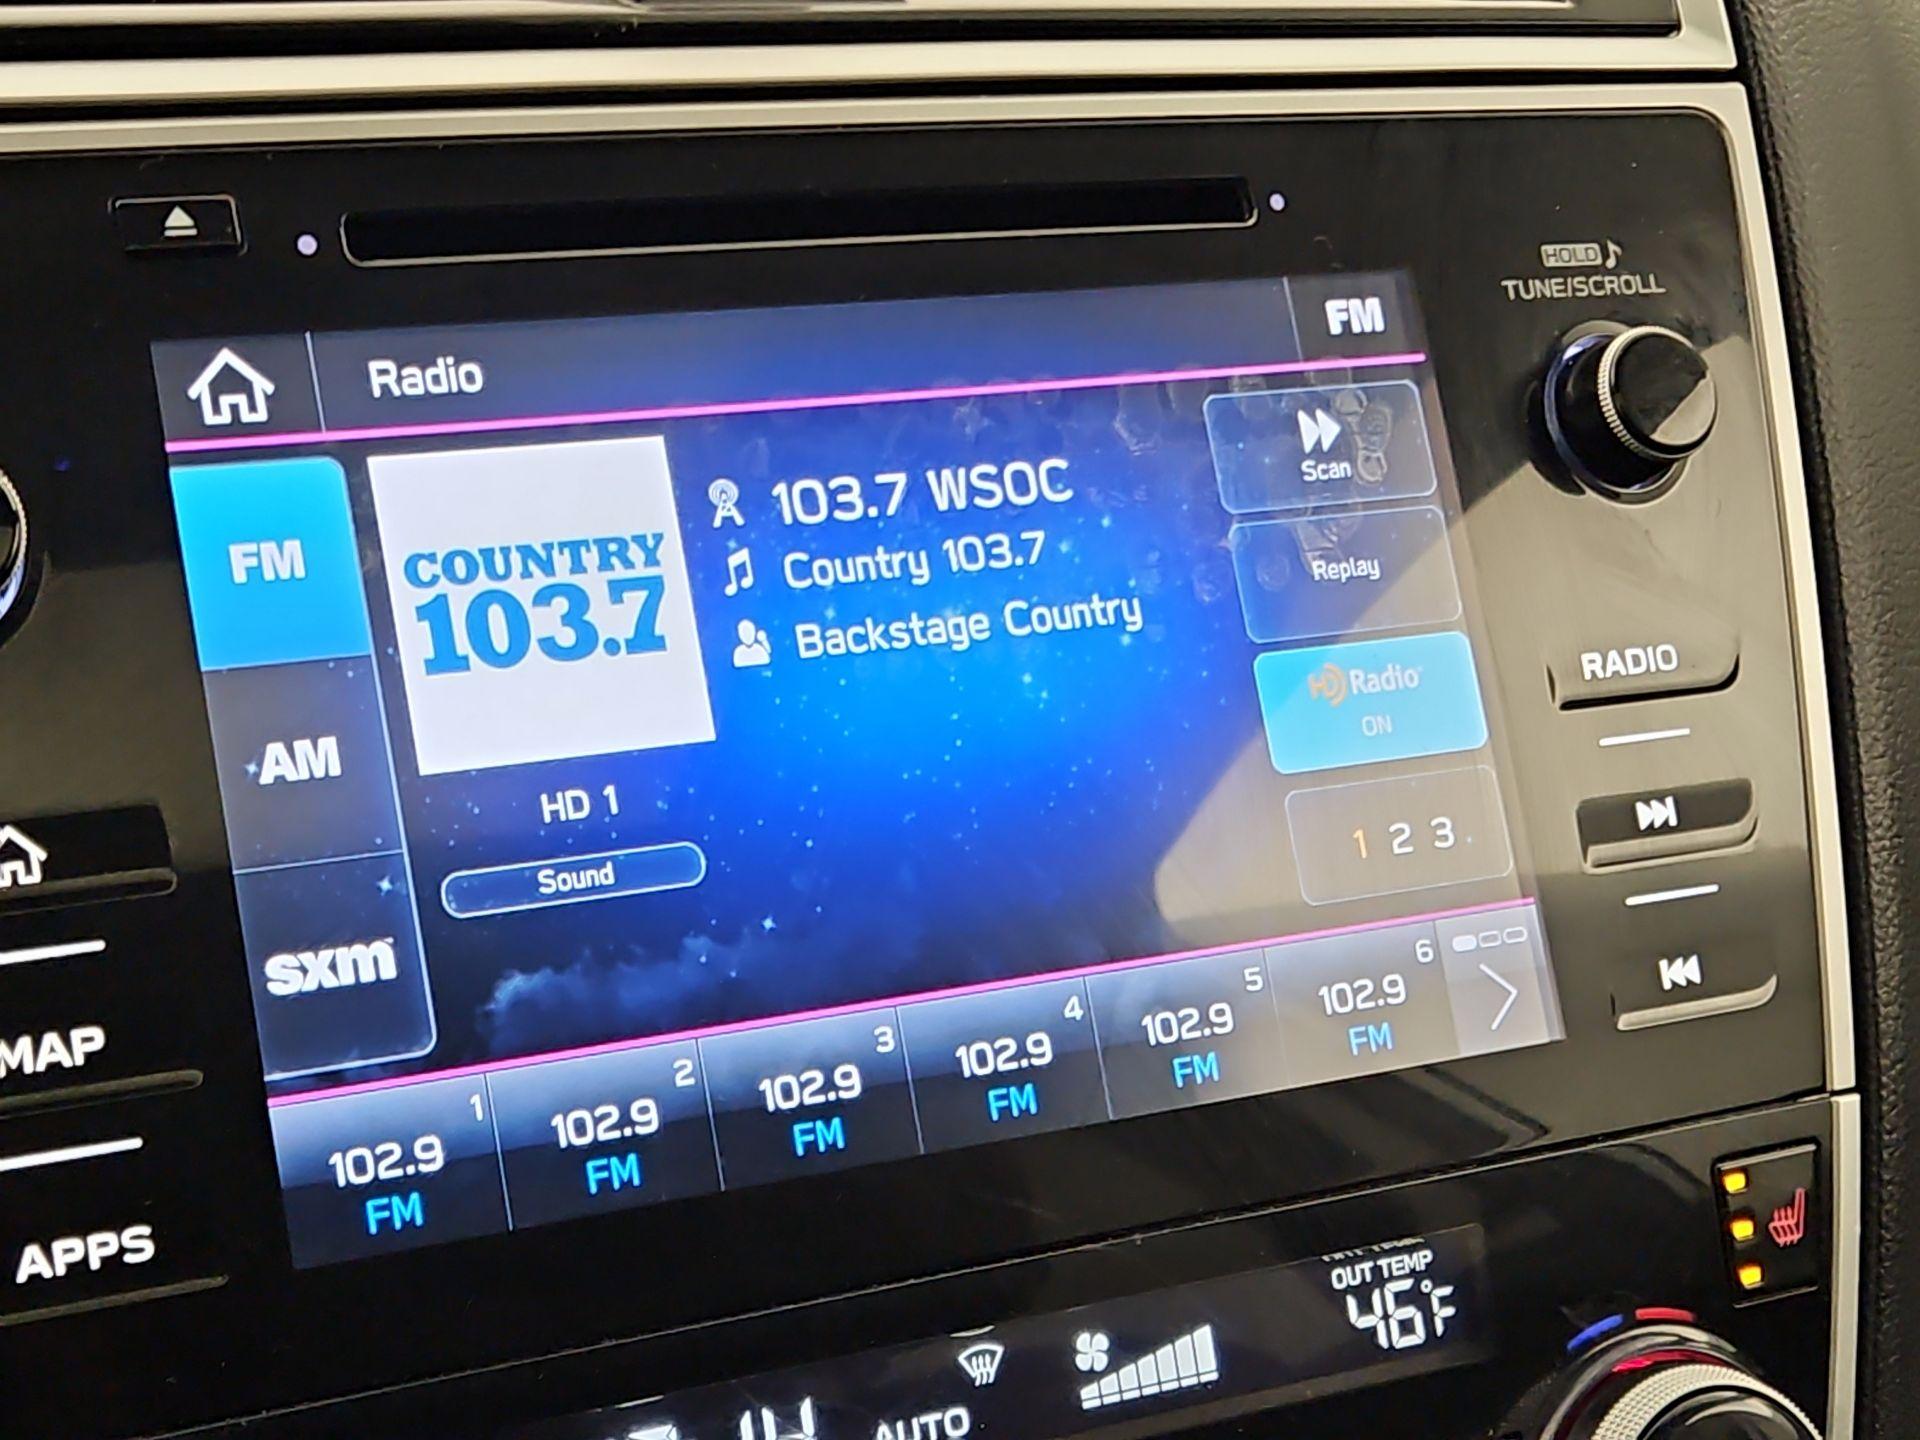 HOLD
TUNE/SCROLL
Radio
FM
FM
AM
sxm
COUNTRY
103.7
103.7 WSOC
Country 103.7
Backstage Country
HD 1
Sound
Scan
Replay
HD Radio
ON
1 2 3
1
102.9
FM
2
102.9
FM
3
102.9
FM
4
102.9
FM
5
102.9
FM
6
102.9
FM
RADIO
MAP
APPS
OUT TEMP
46°F
AUTO